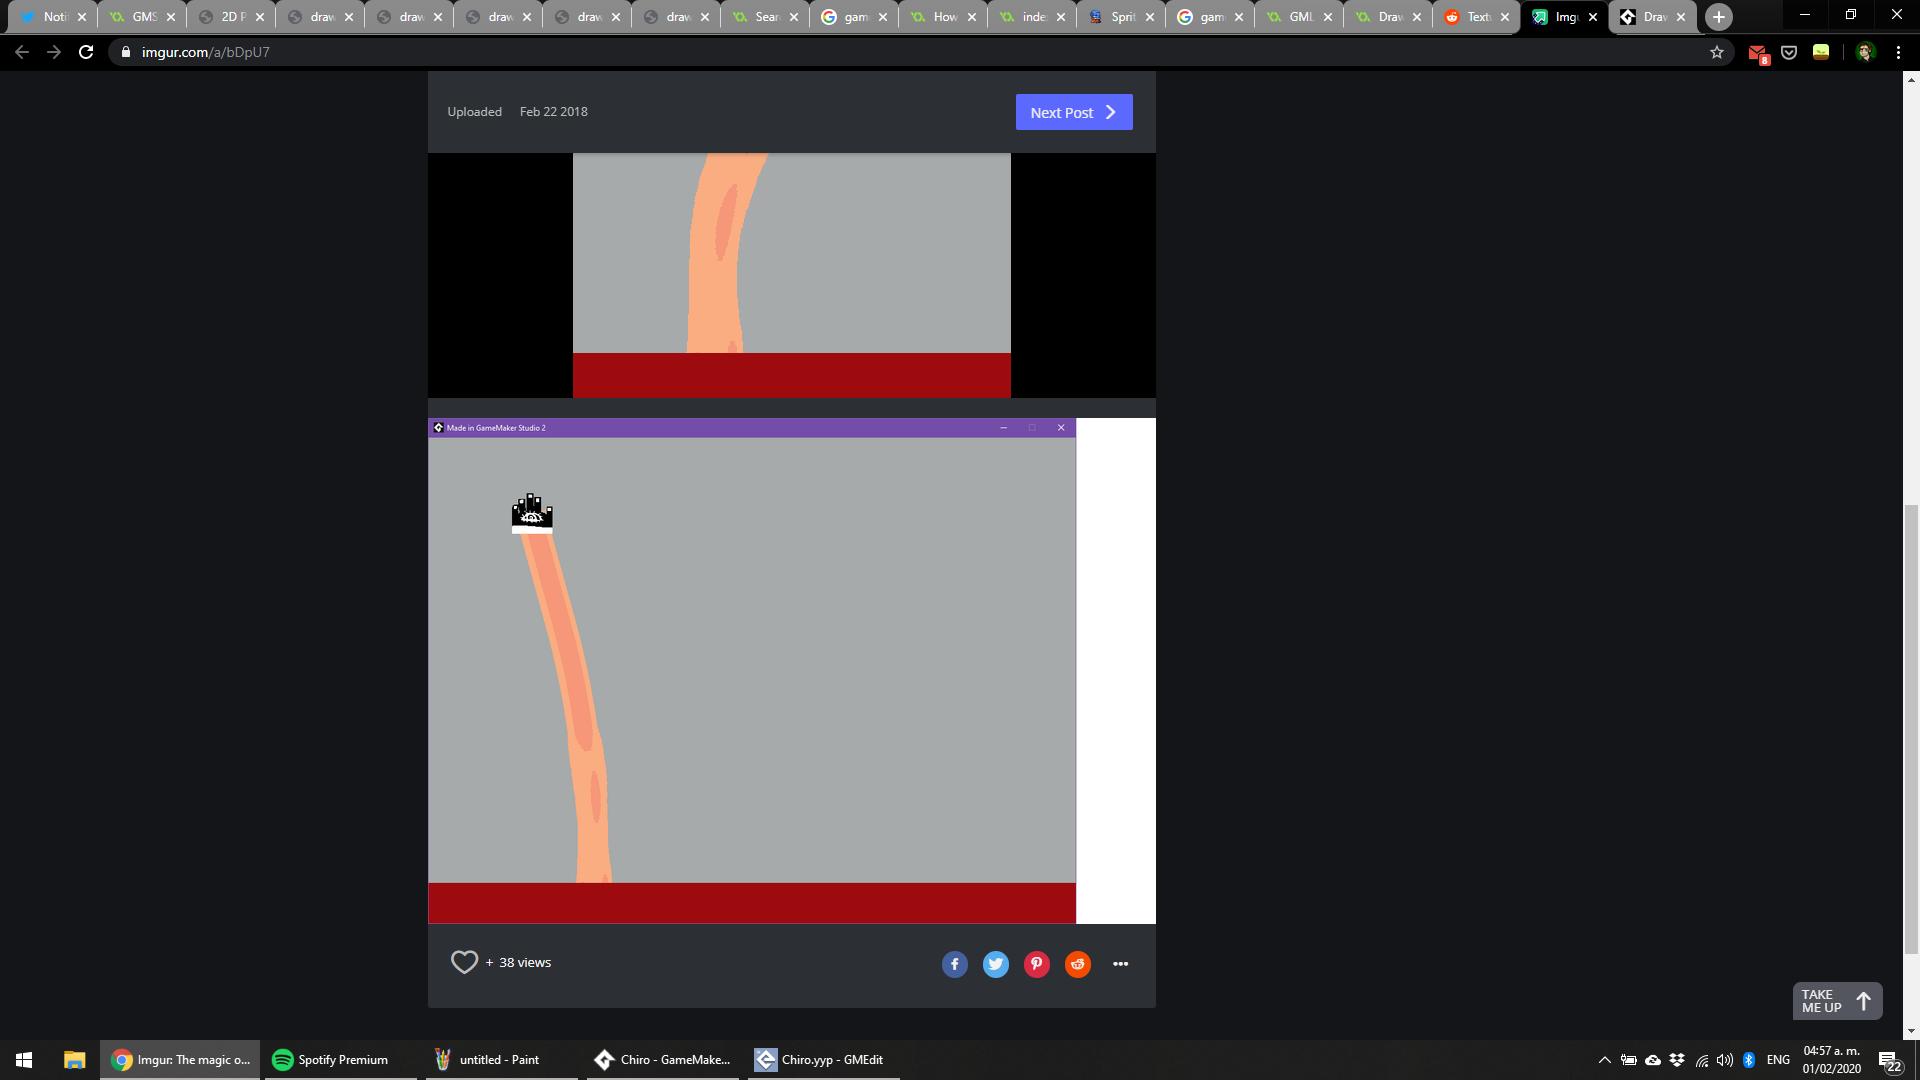 Noti
GMS
2D P
draw
draw
draw
draw
draw
Sear
gam
How
inde
Sprit
gam
GML
Draw
Textu
Imgu
Draw
imgur.com/a/bDpU7
8
Uploaded Feb 22 2018
Next Post
Made in GameMaker Studio 2
+ 38 views
TAKE
ME UP
Imgur: The magic o...
Spotify Premium
untitled - Paint
Chiro - GameMake...
Chiro.yyp - GMEdit
ENG
04:57 a. m.
01/02/2020
22